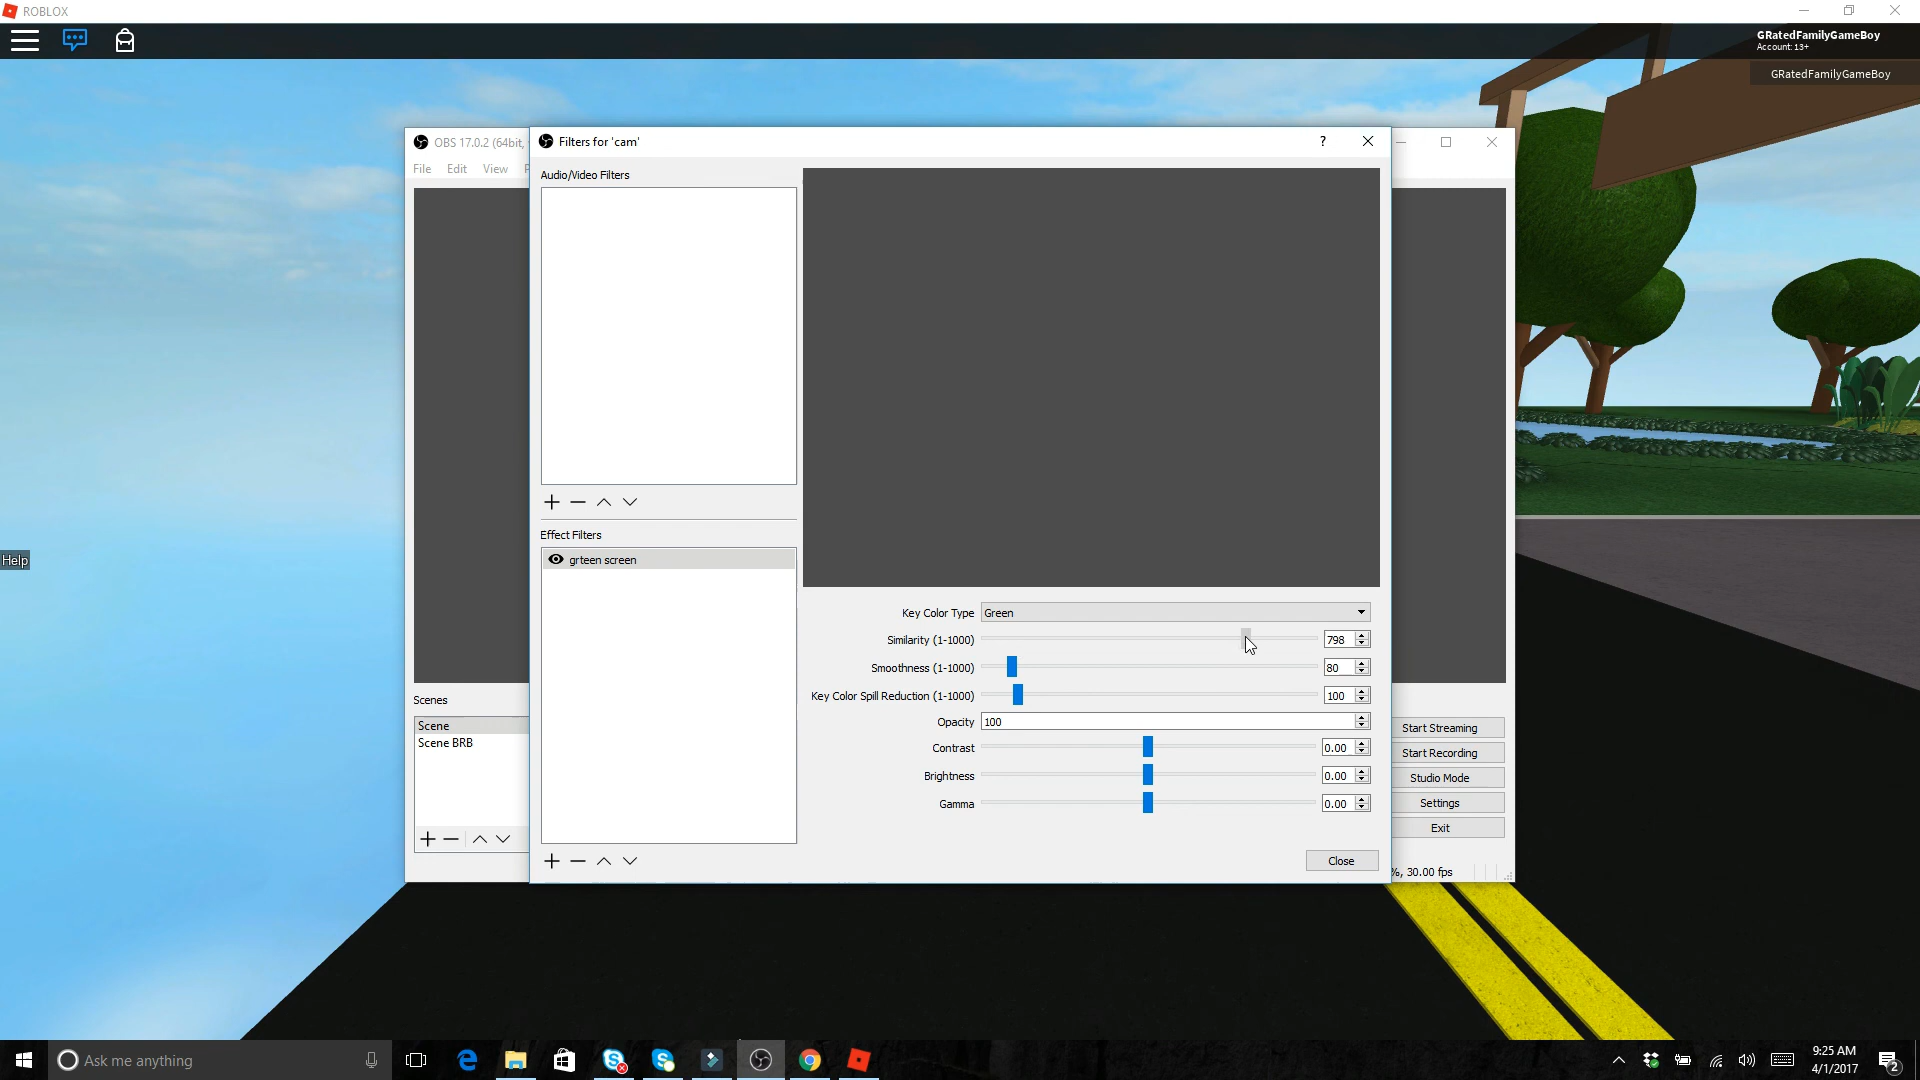 ROBLOX
GRatedFamilyGameBoy
Account: 13+
GRatedFamilyGameBoy
OBS 17.0.2 (64bit,
File Edit View
Filters for 'cam'
?
Audio/Video Filters
Effect Filters
grteen screen
Help
Key Color Type Green
Similarity (1-1000) 798
Smoothness (1-1000) 80
Key Color Spill Reduction (1-1000) 100
Opacity 100
Contrast 0.00
Brightness 0.00
Gamma 0.00
Close
Scenes
Scene
Scene BRB
Start Streaming
Start Recording
Studio Mode
Settings
Exit
%, 30.00 fps
Ask me anything
9:25 AM
4/1/2017
2